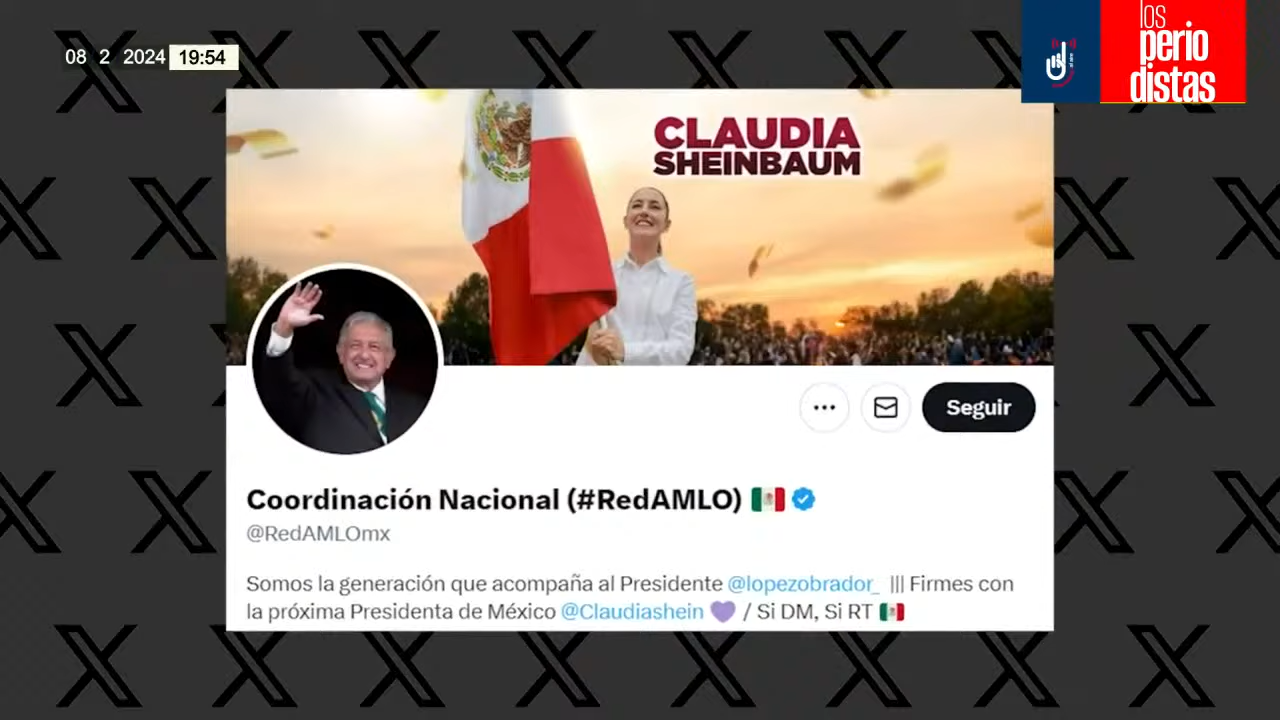 08 2 2024 19:54
los
perio
distas
CLAUDIA
SHEINBAUM
Seguir
Coordinación Nacional (#RedAMLO)
@RedAMLOmx
Somos la generación que acompaña al Presidente @lopezobrador_ ||| Firmes con
la próxima Presidenta de México @Claudiashein 💜 / Si DM, Si RT 🇲🇽